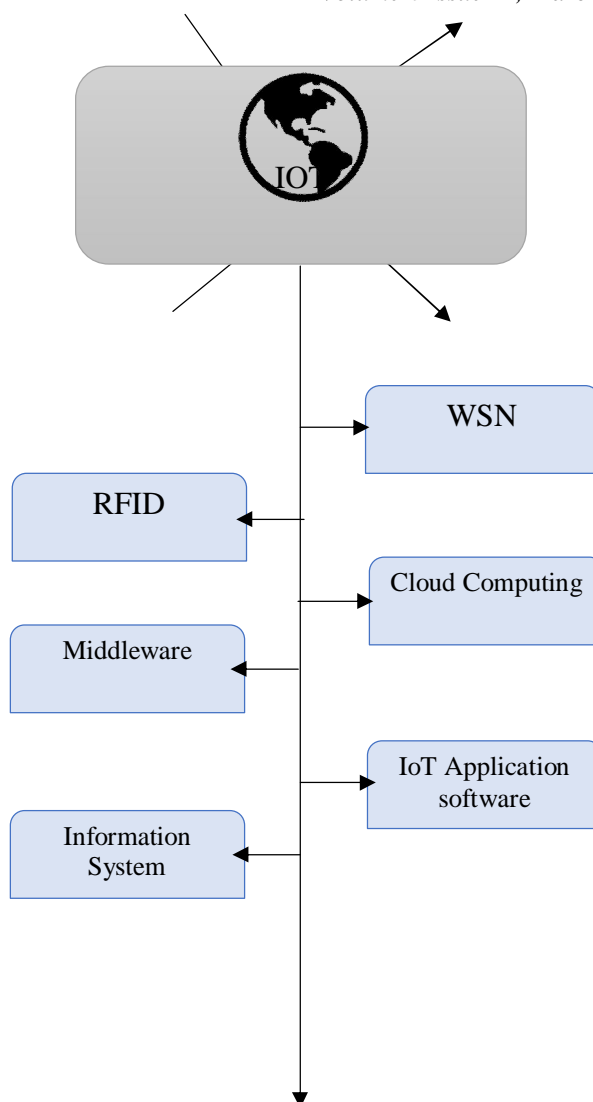 IOT
WSN
RFID
Cloud Computing
Middleware
IoT Application
software
Information
System